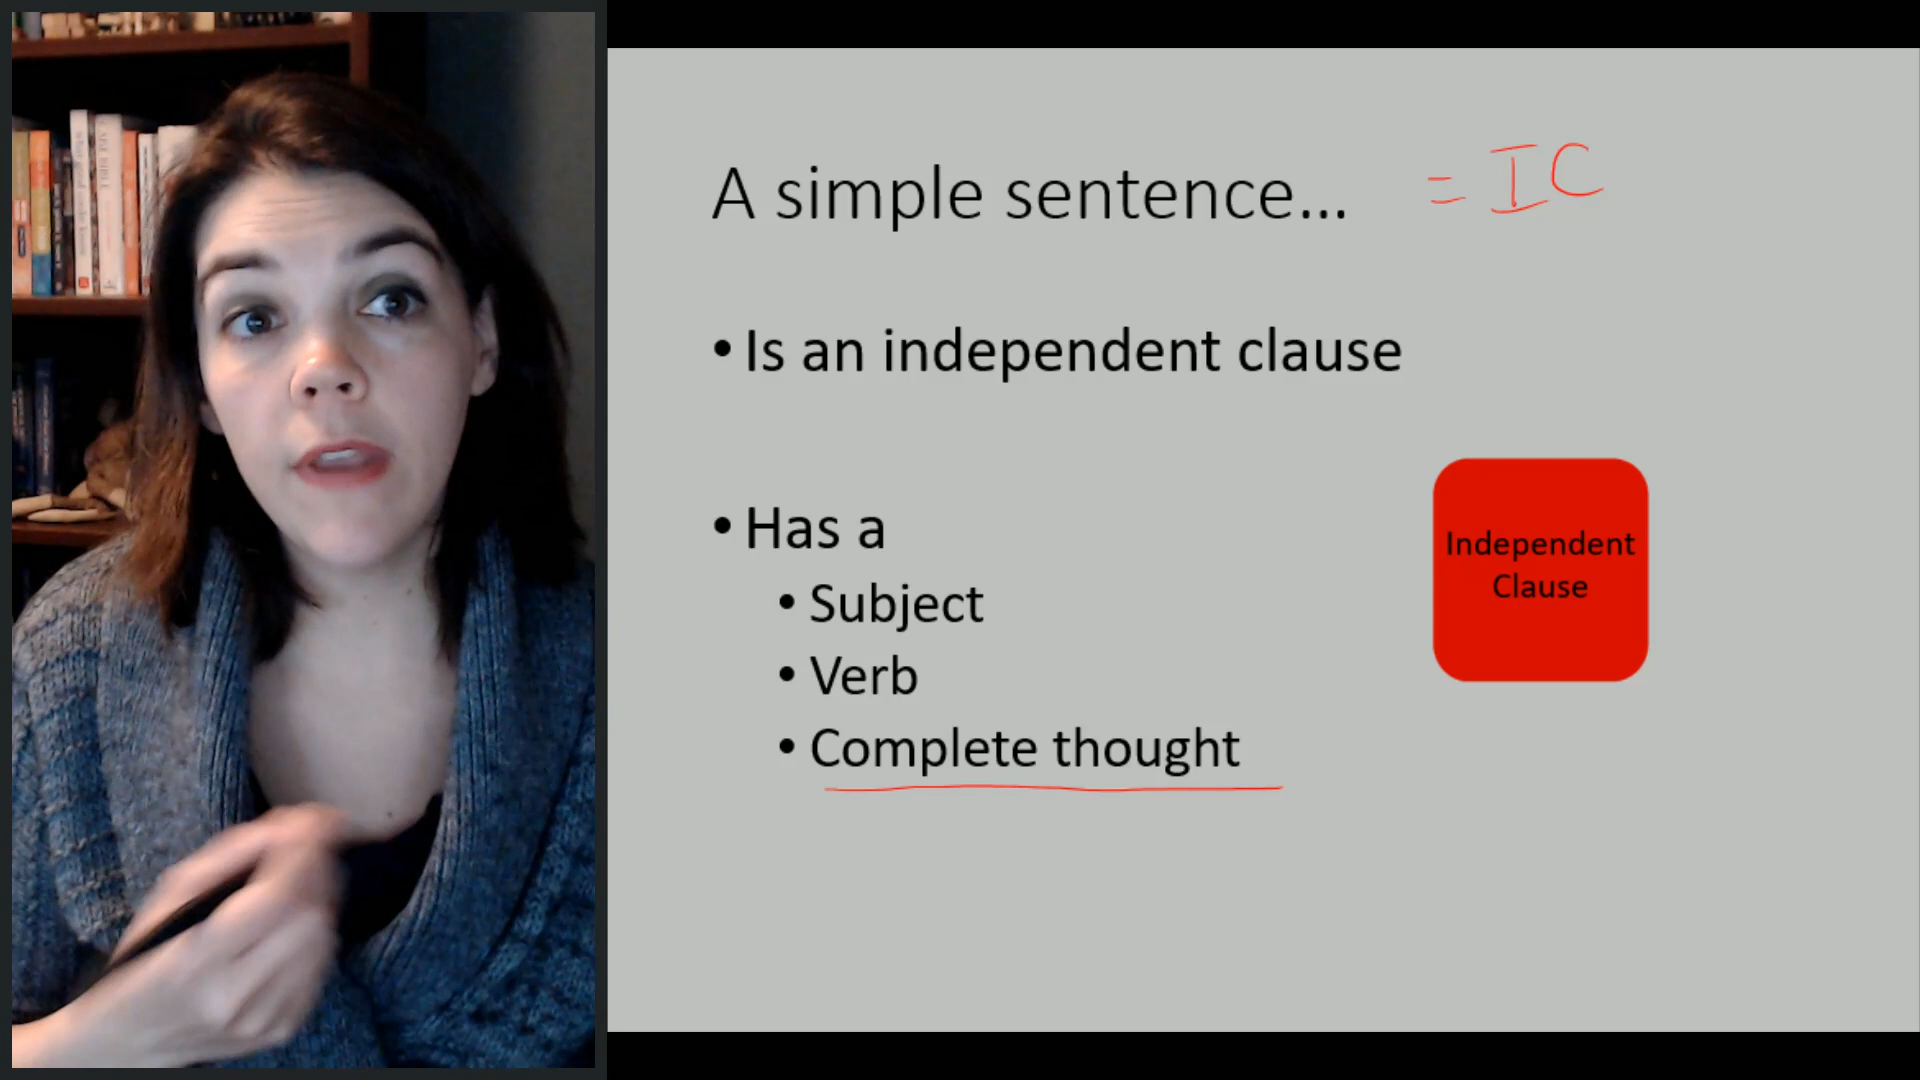 A simple sentence... = IC
• Is an independent clause
• Has a
• Subject
• Verb
• Complete thought
Independent
Clause